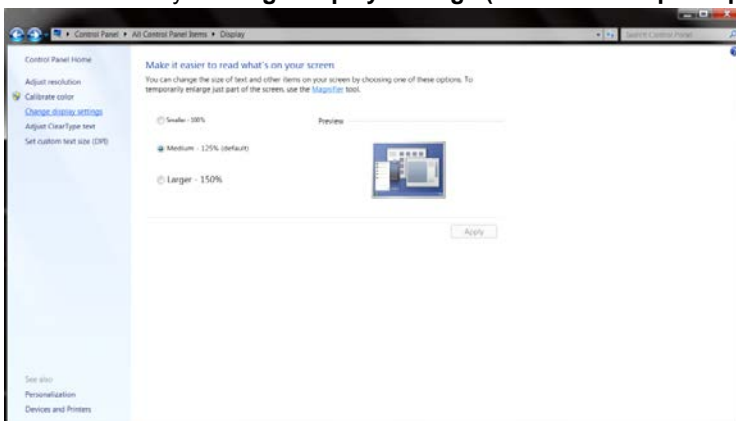 Change display settings (
Control Panel ▸ All Control Panel Items ▸ Display
Search Control Panel
Control Panel Home
Adjust resolution
Calibrate color
Change display settings
Adjust ClearType text
Set custom text size (DPI)
See also
Personalization
Devices and Printers
Make it easier to read what's on your screen
You can change the size of text and other items on your screen by choosing one of these options. To
temporarily enlarge just part of the screen, use the Magnifier tool.
Smaller - 100%
Preview
Medium - 125% (default)
Larger - 150%
Apply